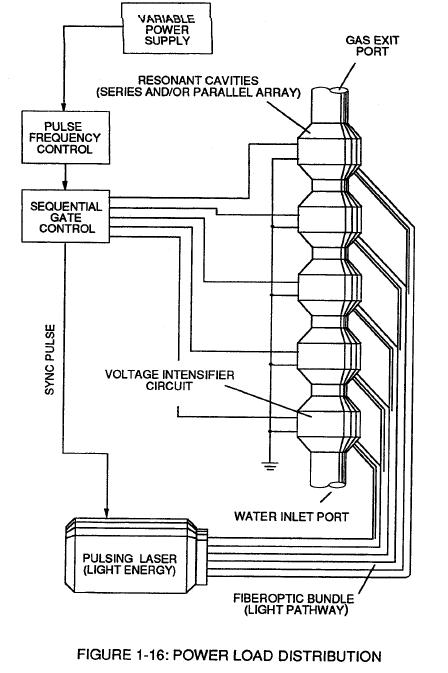 VARIABLE
POWER
SUPPLY
GAS EXIT
PORT
RESONANT CAVITIES
(SERIES AND/OR PARALLEL ARRAY)
PULSE
FREQUENCY
CONTROL
SEQUENTIAL
GATE
CONTROL
SYNC PULSE
VOLTAGE INTENSIFIER
CIRCUIT
WATER INLET PORT
PULSING LASER
(LIGHT ENERGY)
FIBEROPTIC BUNDLE
(LIGHT PATHWAY)
FIGURE 1-16: POWER LOAD DISTRIBUTION